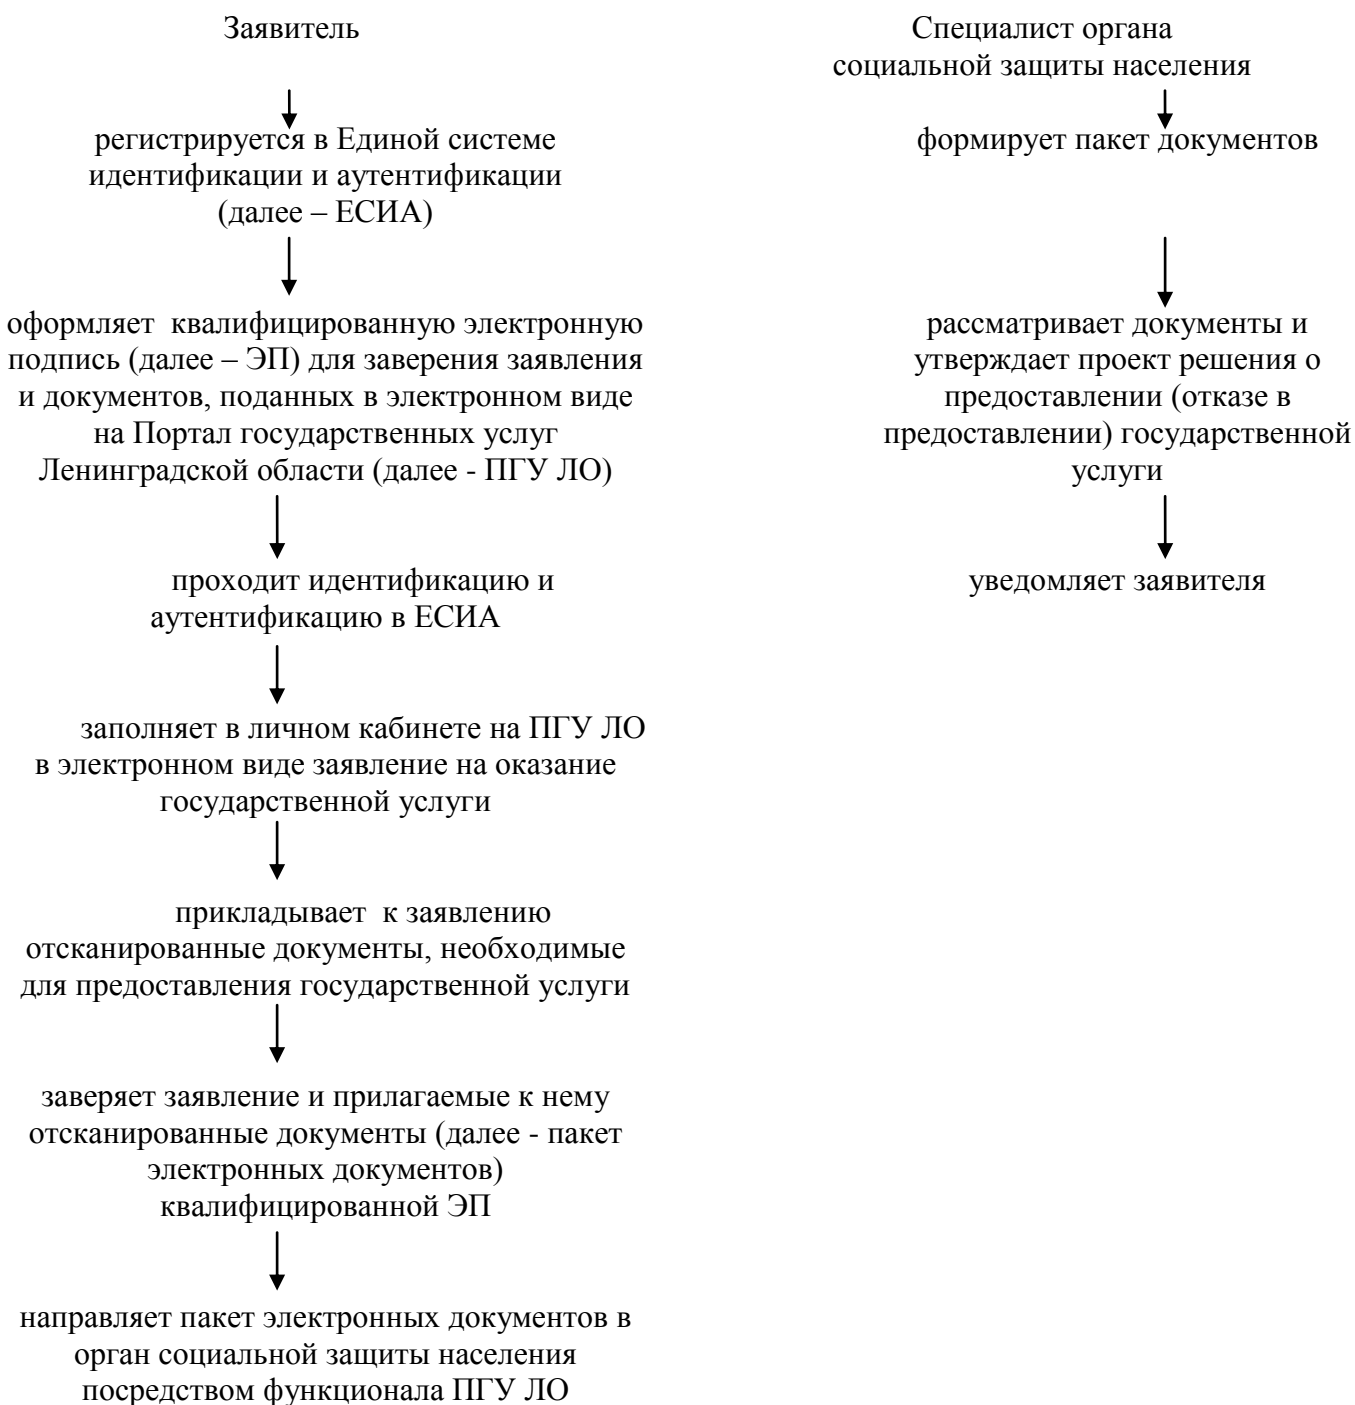 Заявитель
регистрируется в Единой системе
идентификации и аутентификации
(далее – ЕСИА)
оформляет квалифицированную электронную
подпись (далее – ЭП) для заверения заявления
и документов, поданных в электронном виде
на Портал государственных услуг
Ленинградской области (далее - ПГУ ЛО)
проходит идентификацию и
аутентификацию в ЕСИА
заполняет в личном кабинете на ПГУ ЛО
в электронном виде заявление на оказание
государственной услуги
прикладывает к заявлению
отсканированные документы, необходимые
для предоставления государственной услуги
заверяет заявление и прилагаемые к нему
отсканированные документы (далее - пакет
электронных документов)
квалифицированной ЭП
направляет пакет электронных документов в
орган социальной защиты населения
посредством функционала ПГУ ЛО
Специалист органа
социальной защиты населения
формирует пакет документов
рассматривает документы и
утверждает проект решения о
предоставлении (отказе в
предоставлении) государственной
услуги
уведомляет заявителя